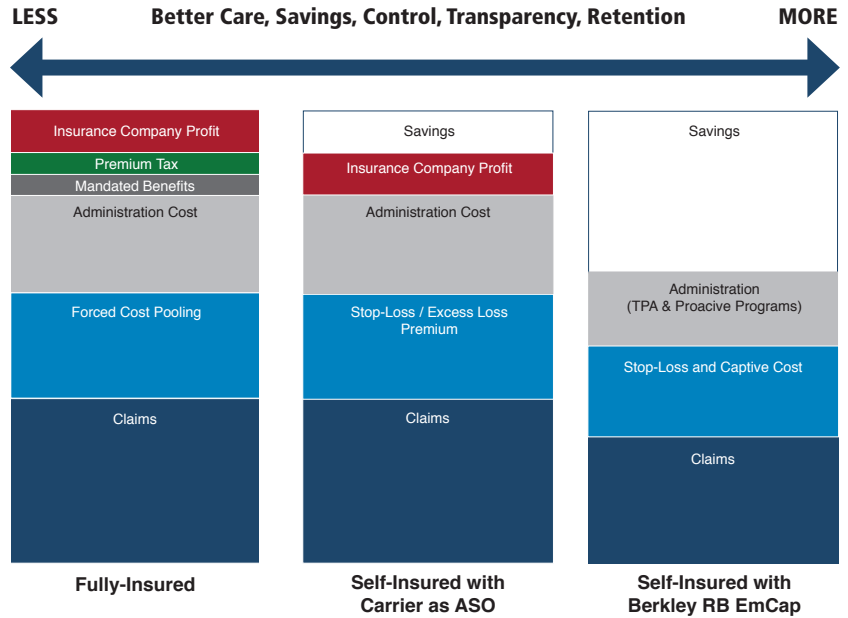 LESS Better Care, Savings, Control, Transparency, Retention MORE
Insurance Company Profit
Premium Tax
Mandated Benefits
Administration Cost
Forced Cost Pooling
Claims
Fully-Insured
Savings
Insurance Company Profit
Administration Cost
Stop-Loss / Excess Loss
Premium
Claims
Self-Insured with
Carrier as ASO
Savings
Administration
(TPA & Proacive Programs)
Stop-Loss and Captive Cost
Claims
Self-Insured with
Berkley RB EmCap